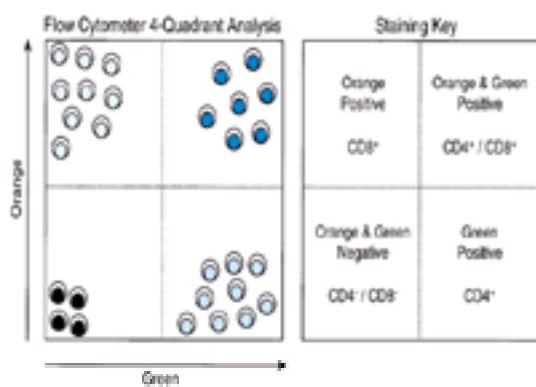 Flow Cytometer 4-Quadrant Analysis
Staining Key
Orange
Orange
Positive
CD8⁺
Orange & Green
Positive
CD4⁺ / CD8⁺
Orange & Green
Negative
CD4⁻ / CD8⁻
Green
Positive
CD4⁺
Green